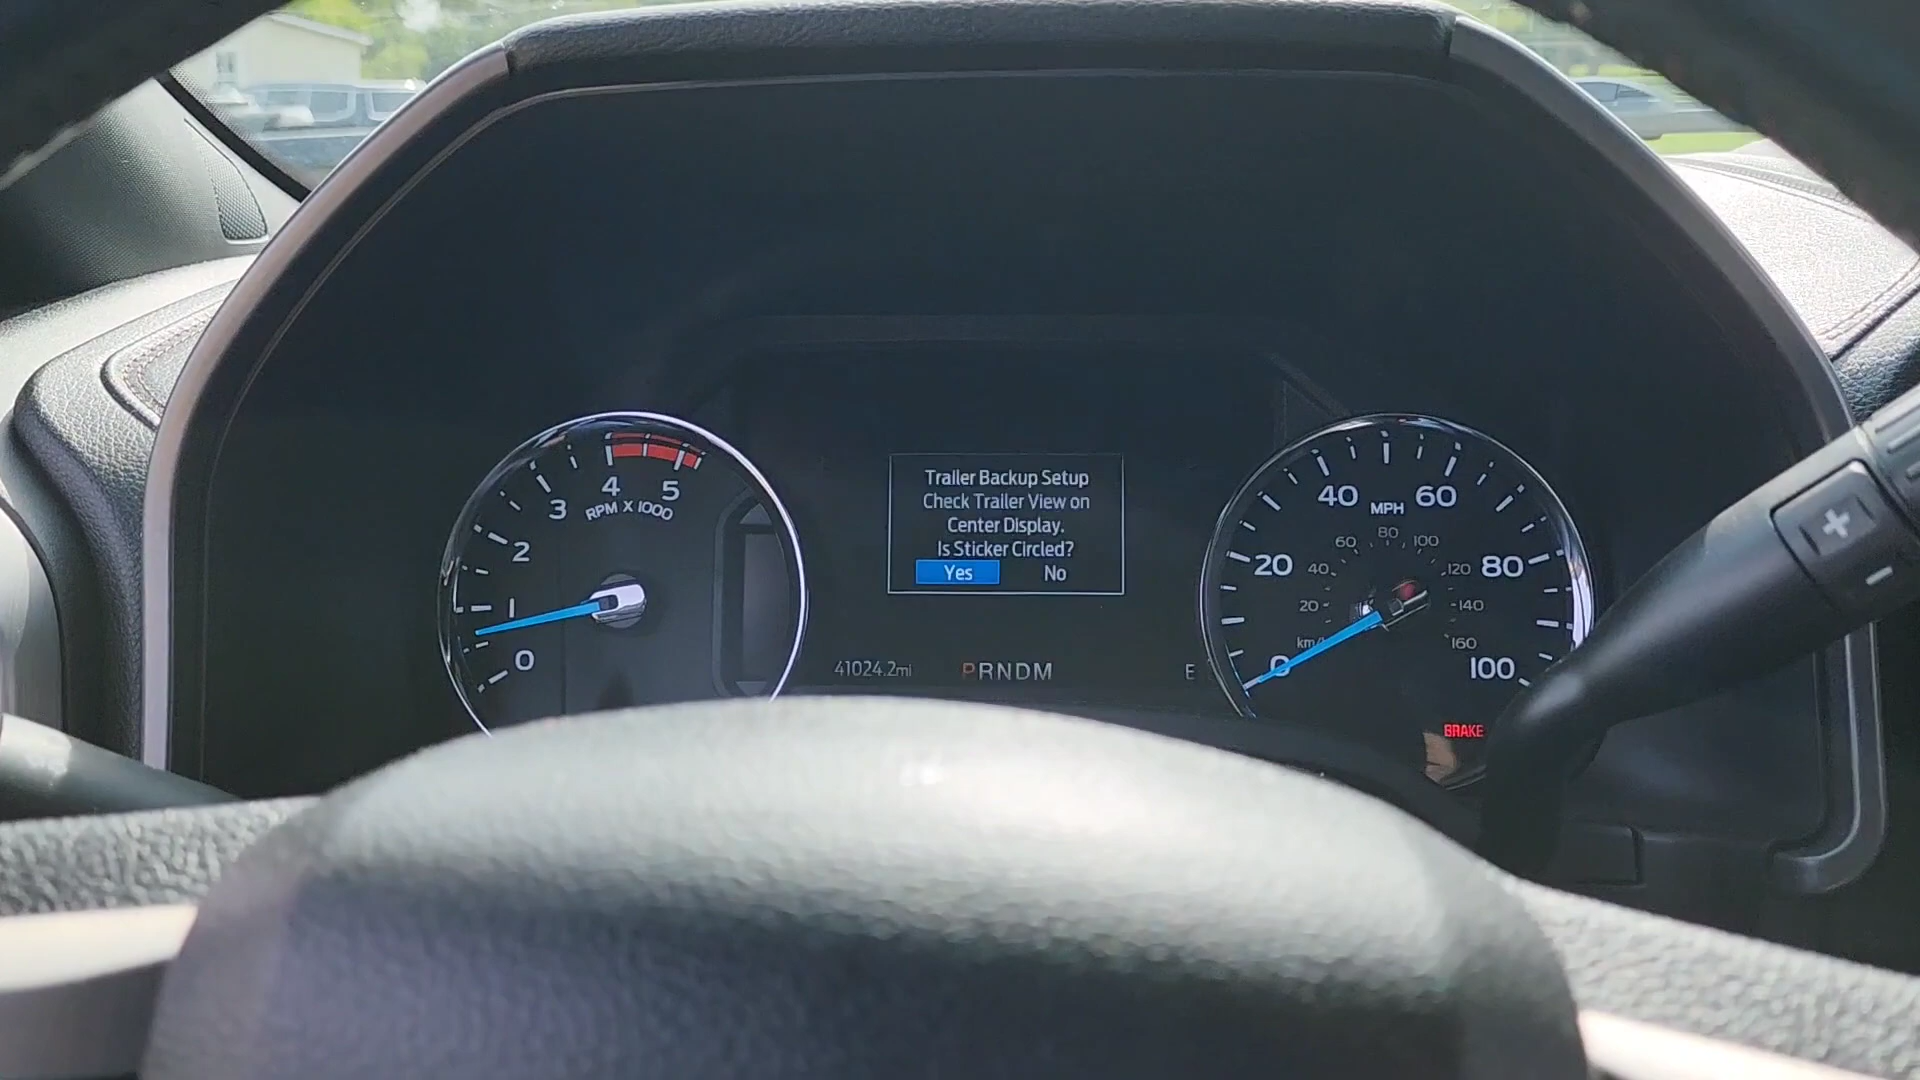 Trailer Backup Setup
Check Trailer View on
Center Display.
Is Sticker Circled?
Yes No
0
1
2
3
4
5
RPM X 1000
41024.2mi
PRNDM
E
0
20
40
60
80
100
MPH
20
40
60
80
100
120
140
160
BRAKE
+
-